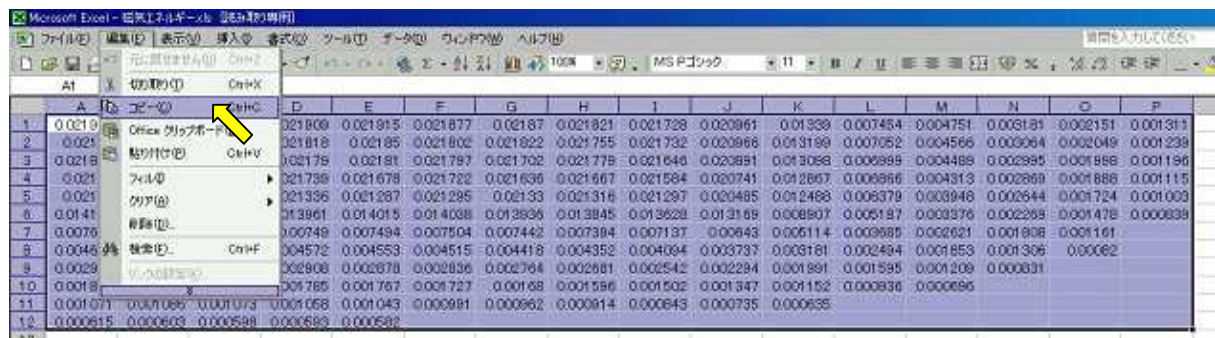 Microsoft Excel - 磁気エネルギー.xls [読み取り専用]
ファイル(F) 編集(E) 表示(V) 挿入(I) 書式(O) ツール(T) データ(D) ウィンドウ(W) ヘルプ(H)
質問を入力してください
100% MS Pゴシック 11 B I U
A1
元に戻せません(U) Ctrl+Z
切り取り(T) Ctrl+X
コピー(C) Ctrl+C
Office クリップボード
貼り付け(P) Ctrl+V
フィル(I)
クリア(A)
削除(D)...
検索(F)... Ctrl+F
A D E F G H I J K L M N O P
1 0.0219 021909 0.021915 0.021877 0.02187 0.021821 0.021728 0.020961 0.01339 0.007454 0.004751 0.003181 0.002151 0.001311
2 0.021 021818 0.02185 0.021802 0.021822 0.021755 0.021732 0.020966 0.013199 0.007052 0.004566 0.003064 0.002049 0.001239
3 0.0218 02179 0.02181 0.021797 0.021702 0.021779 0.021646 0.020891 0.013098 0.006999 0.004489 0.002995 0.001998 0.001196
4 0.021 021739 0.021678 0.021722 0.021636 0.021667 0.021584 0.020741 0.012867 0.006866 0.004313 0.002869 0.001888 0.001115
5 0.021 021336 0.021287 0.021295 0.02133 0.021316 0.021297 0.020485 0.012488 0.006379 0.003948 0.002644 0.001724 0.001003
6 0.0141 013961 0.014015 0.014038 0.013936 0.013845 0.013628 0.013169 0.008907 0.005187 0.003376 0.002269 0.001478 0.000839
7 0.0076 00749 0.007494 0.007504 0.007442 0.007394 0.007137 0.00643 0.005114 0.003685 0.002621 0.001808 0.001161
8 0.0046 004572 0.004553 0.004515 0.004418 0.004352 0.004094 0.003737 0.003181 0.002494 0.001853 0.001306 0.00082
9 0.0029 002908 0.002878 0.002836 0.002764 0.002681 0.002542 0.002294 0.001991 0.001595 0.001209 0.000831
10 0.0018 001785 0.001767 0.001727 0.00168 0.001596 0.001502 0.001347 0.001152 0.000936 0.000696
11 0.001071 0.001086 0.001073 0.001058 0.001043 0.000991 0.000962 0.000914 0.000843 0.000735 0.000635
12 0.000615 0.000603 0.000598 0.000593 0.000582